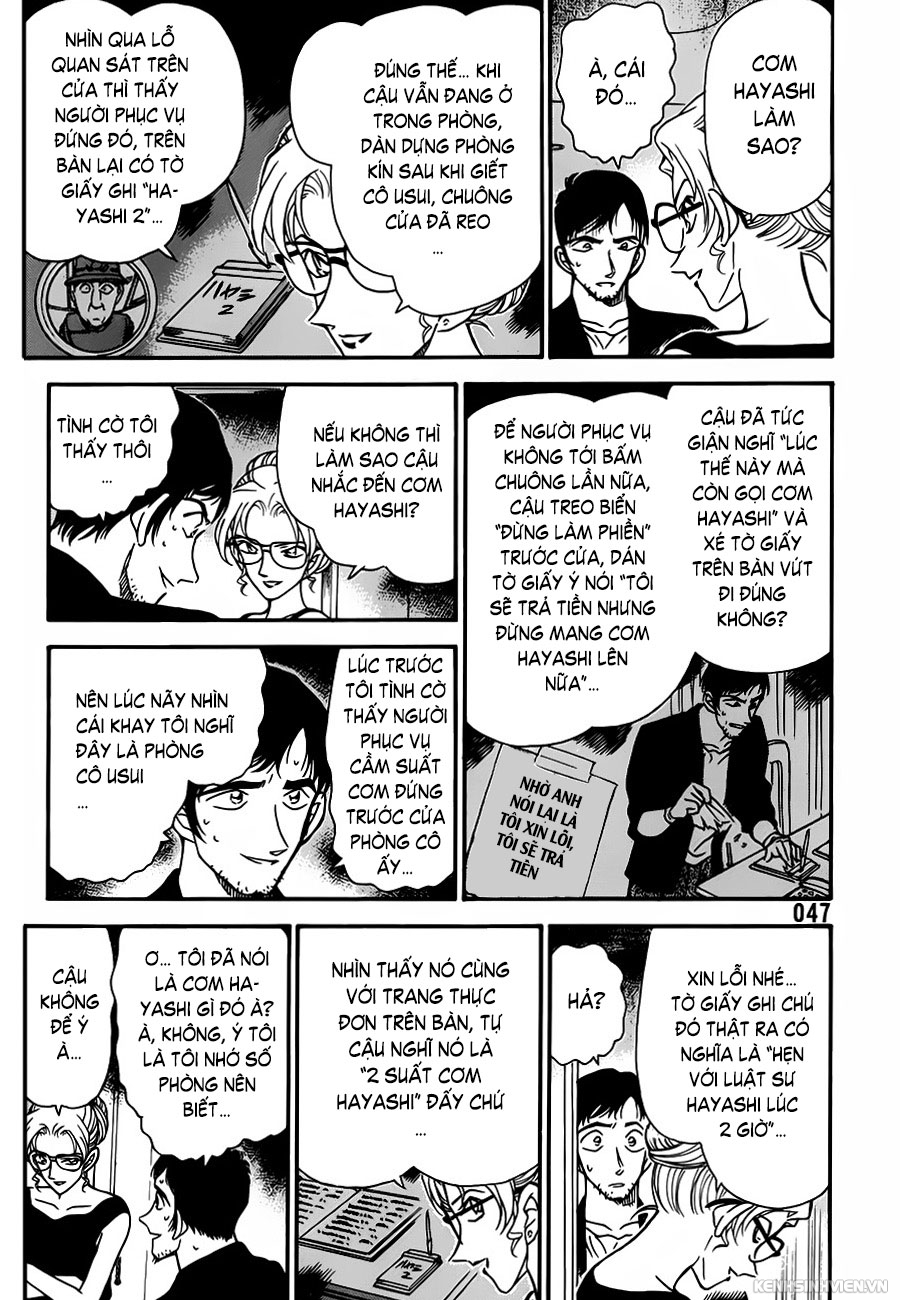 CƠM
HAYASHI
LÀM
SAO?
À, CÁI
ĐÓ...
ĐÚNG THẾ... KHI
CẬU VẪN ĐANG Ở
TRONG PHÒNG,
DÀN DỰNG PHÒNG
KÍN SAU KHI GIẾT
CÔ USUI, CHUÔNG
CỬA ĐÃ REO
...
NHÌN QUA LỖ
QUAN SÁT TRÊN
CỬA THÌ THẤY
NGƯỜI PHỤC VỤ
ĐỨNG ĐÓ, TRÊN
BÀN LẠI CÓ TỜ
GIẤY GHI “HA-
YASHI 2”...
CẬU ĐÃ TỨC
GIẬN NGHĨ “LÚC
THẾ NÀY MÀ
CÒN GỌI CƠM
HAYASHI” VÀ
XÉ TỜ GIẤY
TRÊN BÀN VỨT
ĐI ĐÚNG
KHÔNG?
ĐỂ NGƯỜI PHỤC VỤ
KHÔNG TỚI BẤM
CHUÔNG LẦN NỮA,
CẬU TREO BIỂN
“ĐỪNG LÀM PHIỀN”
TRƯỚC CỬA, DÁN
TỜ GIẤY Ý NÓI “TÔI
SẼ TRẢ TIỀN NHƯNG
ĐỪNG MANG CƠM
HAYASHI LÊN
NỮA”...
NHỜ ANH
NÓI LẠI LÀ
TÔI XIN LỖI,
TÔI SẼ TRẢ
TIỀN
NẾU KHÔNG THÌ
LÀM SAO CẬU
NHẮC ĐẾN CƠM
HAYASHI?
TÌNH CỜ TÔI
THẤY THÔI
...
LÚC TRƯỚC
TÔI TÌNH CỜ
THẤY NGƯỜI
PHỤC VỤ
CẦM SUẤT
CƠM ĐỨNG
TRƯỚC CỬA
PHÒNG CÔ
ẤY...
NÊN LÚC NÃY NHÌN
CÁI KHAY TÔI NGHĨ
ĐÂY LÀ PHÒNG
CÔ USUI
...
047
XIN LỖI NHÉ...
TỜ GIẤY GHI CHÚ
ĐÓ THẬT RA CÓ
NGHĨA LÀ “HẸN
VỚI LUẬT SƯ
HAYASHI LÚC
2 GIỜ”...
HẢ?
NHÌN THẤY NÓ CÙNG
VỚI TRANG THỰC
ĐƠN TRÊN BÀN, TỰ
CẬU NGHĨ NÓ LÀ
“2 SUẤT CƠM
HAYASHI” ĐẤY CHỨ
...
Ơ... TÔI ĐÃ NÓI
LÀ CƠM HA-
YASHI GÌ ĐÓ À?
À, KHÔNG, Ý TÔI
LÀ TÔI NHỚ SỐ
PHÒNG NÊN
BIẾT...
CẬU
KHÔNG
ĐỂ Ý
À...
KENHSINHVIEN.VN